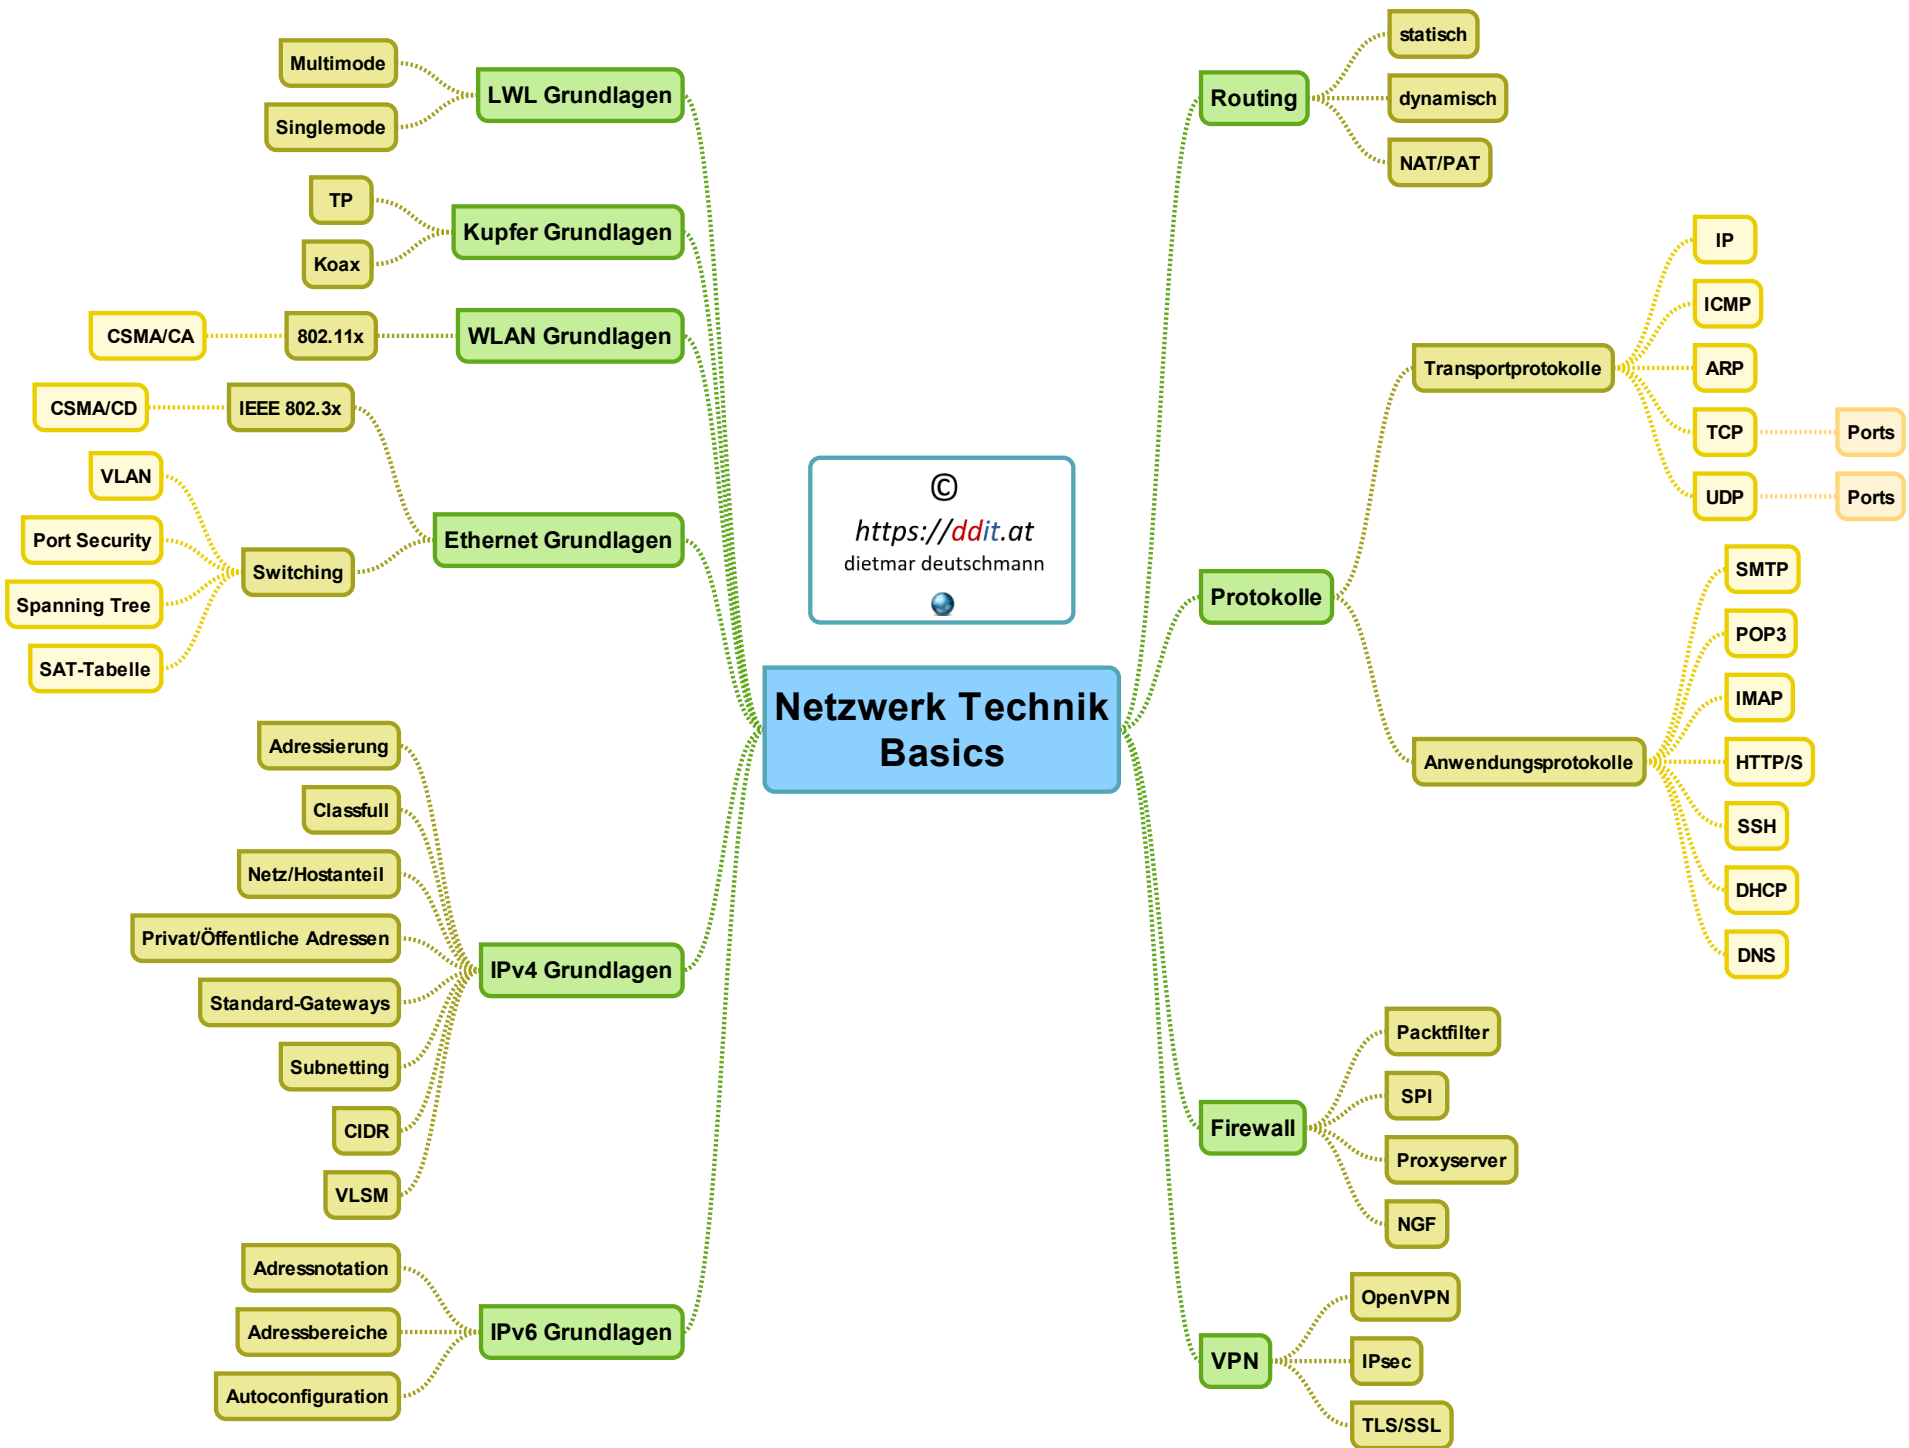 ©
https://ddit.at
dietmar deutschmann
Netzwerk Technik
Basics
LWL Grundlagen
Multimode
Singlemode
Kupfer Grundlagen
TP
Koax
WLAN Grundlagen
802.11x
CSMA/CA
Ethernet Grundlagen
IEEE 802.3x
CSMA/CD
Switching
VLAN
Port Security
Spanning Tree
SAT-Tabelle
IPv4 Grundlagen
Adressierung
Classfull
Netz/Hostanteil
Privat/Öffentliche Adressen
Standard-Gateways
Subnetting
CIDR
VLSM
IPv6 Grundlagen
Adressnotation
Adressbereiche
Autoconfiguration
Routing
statisch
dynamisch
NAT/PAT
Protokolle
Transportprotokolle
IP
ICMP
ARP
TCP
Ports
UDP
Ports
Anwendungsprotokolle
SMTP
POP3
IMAP
HTTP/S
SSH
DHCP
DNS
Firewall
Packtfilter
SPI
Proxyserver
NGF
VPN
OpenVPN
IPsec
TLS/SSL